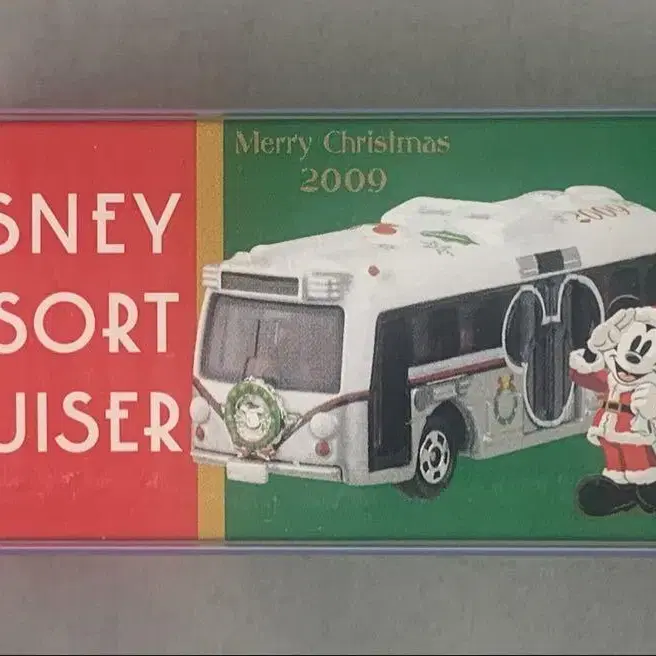 SNEY
SORT
UISER
Merry Christmas
2009
2009